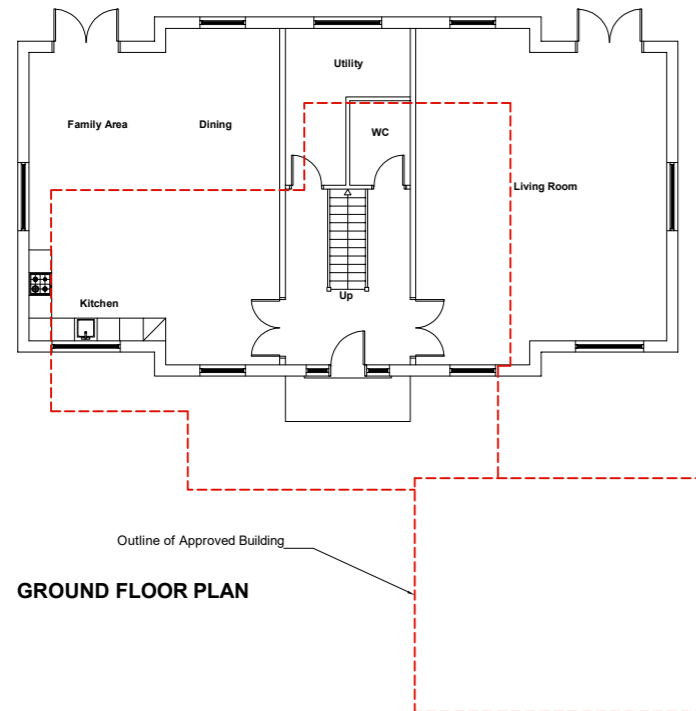 Utility
Family Area
Dining
WC
Living Room
Up
Kitchen
Outline of Approved Building
GROUND FLOOR PLAN